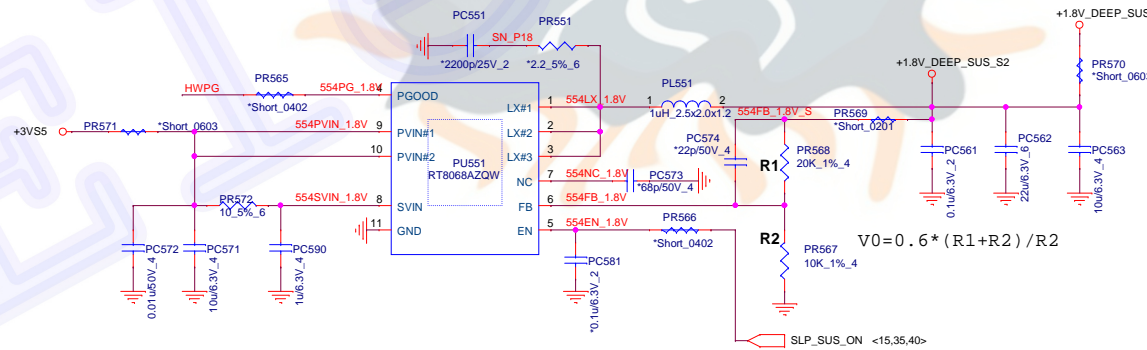 +1.8V_DEEP_SUS
PC551
PR551
SN_P18
*2200p/25V_2
*2.2_5%_6
+1.8V_DEEP_SUS_S2
PR570
*Short_0603
HWPG
PR565
*Short_0402
554PG_1.8V
4
PGOOD
LX#1
1
554LX_1.8V
PL551
1
2
1uH_2.5x2.0x1.2
554FB_1.8V_S
PR569
*Short_0201
+3VS5
PR571
*Short_0603
554PVIN_1.8V
9
PVIN#1
LX#2
2
10
PVIN#2
LX#3
3
PU551
RT8068AZQW
PC574
*22p/50V_4
R1
PR568
20K_1%_4
PC561
0.1u/6.3V_2
PC562
22u/6.3V_6
PC563
10u/6.3V_4
NC
7
554NC_1.8V
PC573
*68p/50V_4
PR572
10_5%_6
554SVIN_1.8V
8
SVIN
FB
6
554FB_1.8V
11
GND
EN
5
554EN_1.8V
PR566
*Short_0402
R2
PR567
10K_1%_4
V0=0.6*(R1+R2)/R2
PC572
0.01u/50V_4
PC571
10u/6.3V_4
PC590
1u/6.3V_4
PC581
*0.1u/6.3V_2
SLP_SUS_ON <15,35,40>